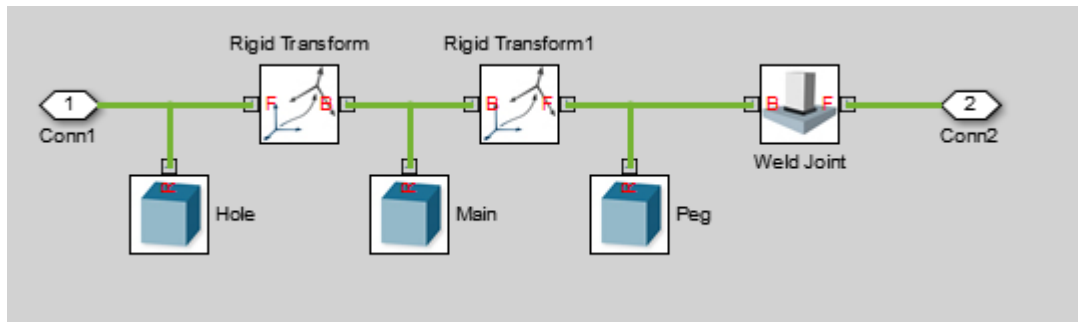 Rigid Transform
Rigid Transform1
1
F
B
B
F
B
F
2
Conn1
Conn2
Weld Joint
R
R
R
Hole
Main
Peg